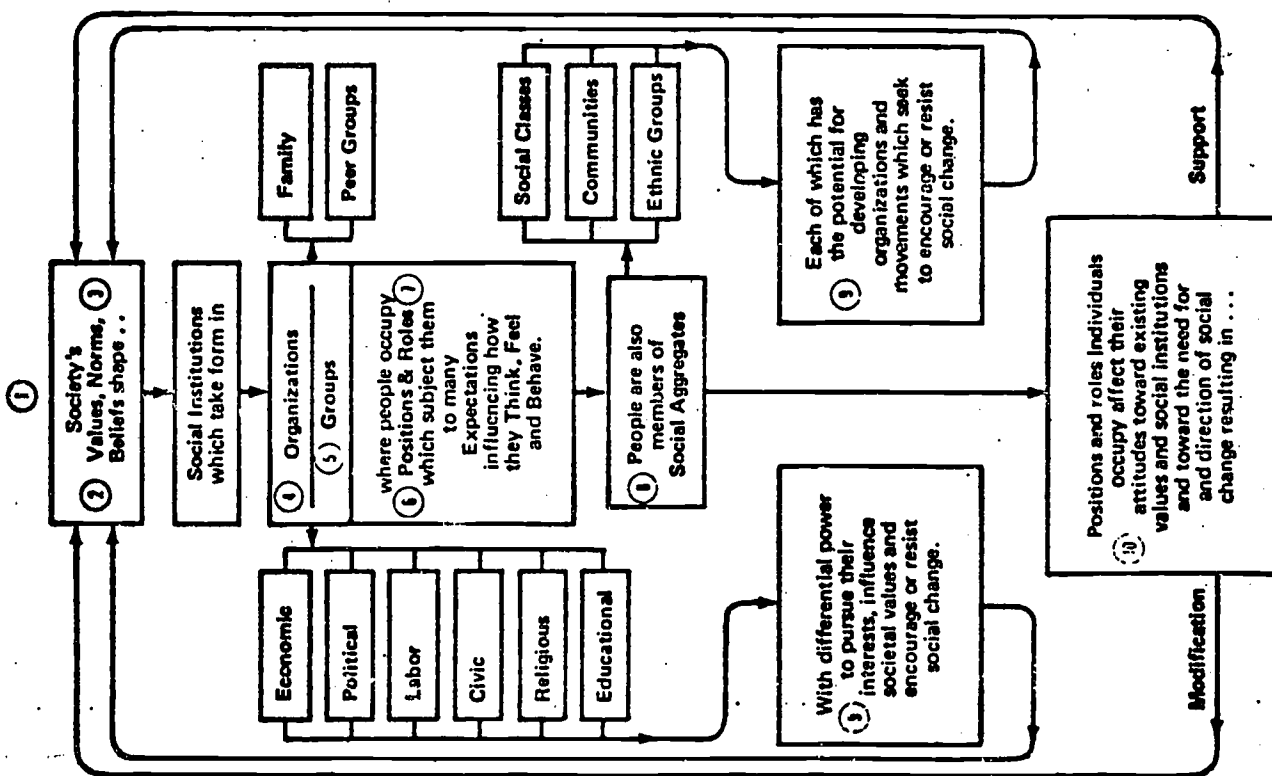 ①
Society's
② Values, Norms, ③
Beliefs shape . . .
Social Institutions
which take form in
④ Organizations
⑤ Groups
Family
Peer Groups
Economic
Political
Labor
Civic
Religious
Educational
where people occupy
⑥ Positions & Roles ⑦
which subject them
to many
Expectations
influencing how
they Think, Feel
and Behave.
⑧ People are also
members of
Social Aggregates
Social Classes
Communities
Ethnic Groups
With differential power
to pursue their
⑨ interests, influence
societal values and
encourage or resist
social change.
Each of which has
the potential for
developing
⑨ organizations and
movements which seek
to encourage or resist
social change.
Positions and roles Individuals
occupy affect their
⑩ attitudes toward existing
values and social institutions
and toward the need for
and direction of social
change resulting in . . .
Modification
Support